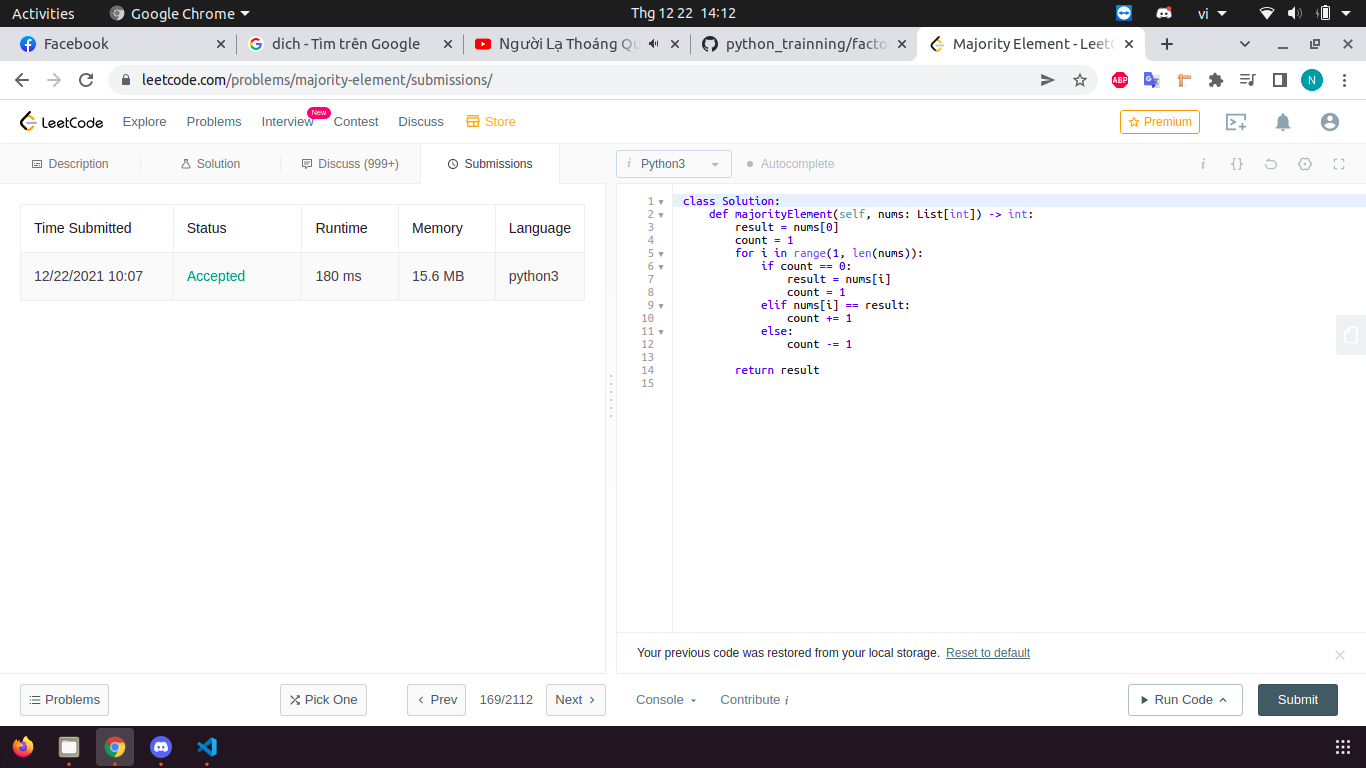 Activities
Google Chrome
Thg 12 22 14:12
vi
Facebook
dich - Tìm trên Google
Người Lạ Thoáng Qu
python_trainning/facto
Majority Element - LeetC
leetcode.com/problems/majority-element/submissions/
ABP
N
LeetCode
Explore
Problems
Interview
New
Contest
Discuss
Store
Premium
Description
Solution
Discuss (999+)
Submissions
i Python3
Autocomplete
i {}
Time Submitted Status Runtime Memory Language
12/22/2021 10:07 Accepted 180 ms 15.6 MB python3
1 class Solution:
2 def majorityElement(self, nums: List[int]) -> int:
3 result = nums[0]
4 count = 1
5 for i in range(1, len(nums)):
6 if count == 0:
7 result = nums[i]
8 count = 1
9 elif nums[i] == result:
10 count += 1
11 else:
12 count -= 1
13
14 return result
15
Your previous code was restored from your local storage. Reset to default
Problems
Pick One
Prev
169/2112
Next
Console
Contribute i
Run Code
Submit